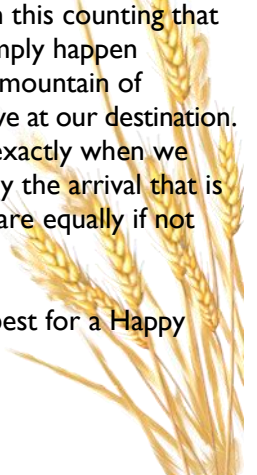 n this counting that
mply happen
mountain of
ve at our destination.
exactly when we
y the arrival that is
are equally if not
pest for a Happy